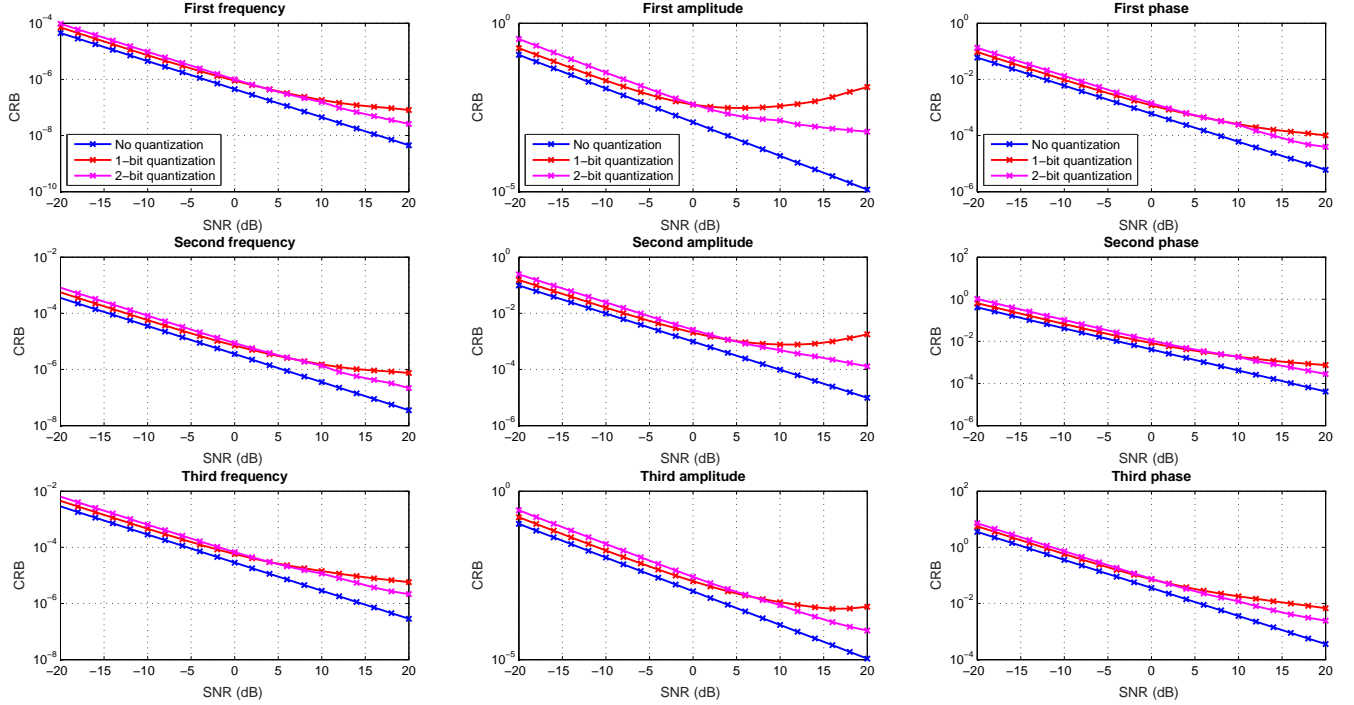 First frequency
10^-4
10^-6
10^-8
10^-10
CRB
No quantization
1-bit quantization
2-bit quantization
-20 -15 -10 -5 0 5 10 15 20
SNR (dB)
First amplitude
10^0
10^-5
CRB
No quantization
1-bit quantization
2-bit quantization
-20 -15 -10 -5 0 5 10 15 20
SNR (dB)
First phase
10^0
10^-2
10^-4
10^-6
CRB
No quantization
1-bit quantization
2-bit quantization
-20 -15 -10 -5 0 5 10 15 20
SNR (dB)
Second frequency
10^-2
10^-4
10^-6
10^-8
CRB
-20 -15 -10 -5 0 5 10 15 20
SNR (dB)
Second amplitude
10^0
10^-2
10^-4
10^-6
CRB
-20 -15 -10 -5 0 5 10 15 20
SNR (dB)
Second phase
10^2
10^0
10^-2
10^-4
10^-6
CRB
-20 -15 -10 -5 0 5 10 15 20
SNR (dB)
Third frequency
10^-2
10^-4
10^-6
10^-8
CRB
-20 -15 -10 -5 0 5 10 15 20
SNR (dB)
Third amplitude
10^0
10^-5
CRB
-20 -15 -10 -5 0 5 10 15 20
SNR (dB)
Third phase
10^2
10^0
10^-2
10^-4
CRB
-20 -15 -10 -5 0 5 10 15 20
SNR (dB)